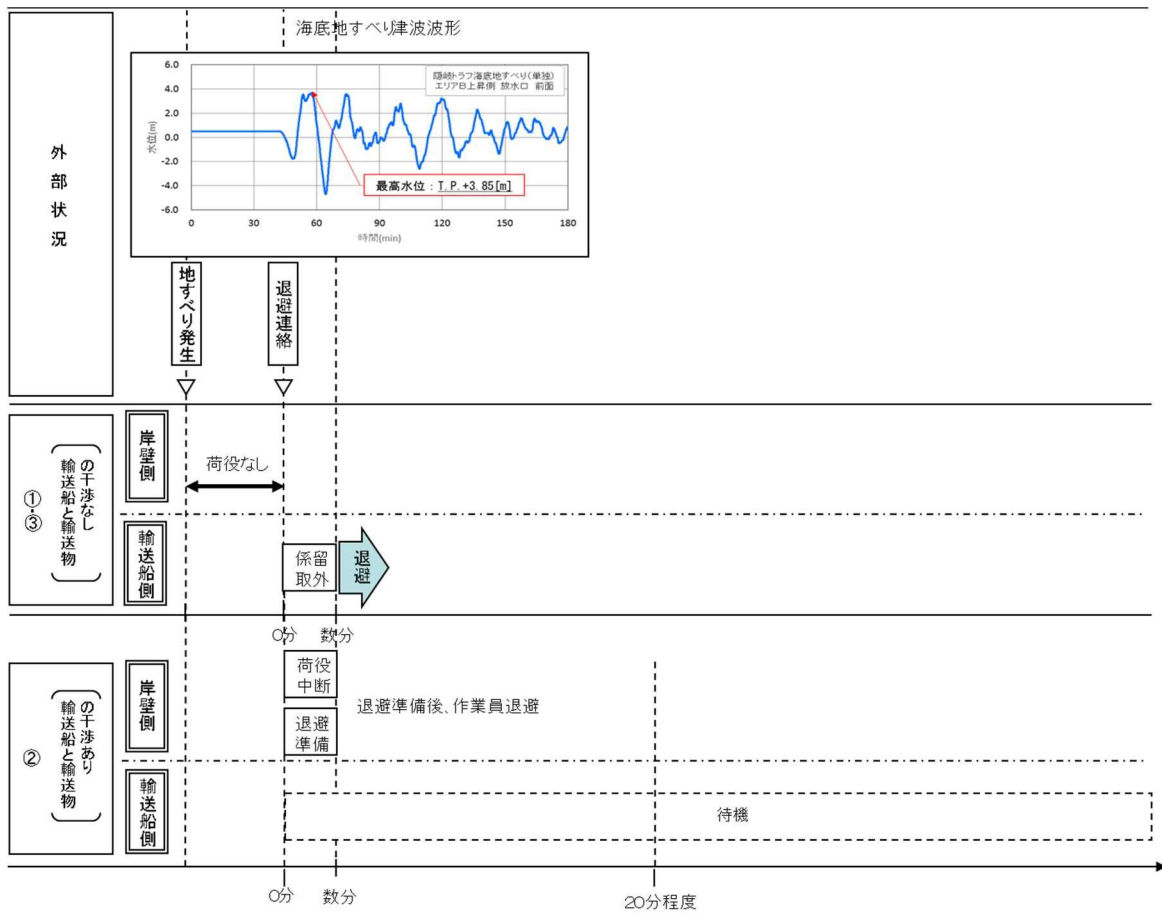 海底地すべり津波波形
外部状況
隠岐トラフ海底地すべり(単独)
エリアB上昇側 放水口 前面
水位(m)
6.0
4.0
2.0
0.0
-2.0
-4.0
-6.0
最高水位：T.P.+3.85[m]
0
30
60
90
120
150
180
時間(min)
地すべり発生
退避連絡
①・③
輸送船と輸送物
の干渉なし
岸壁側
荷役なし
輸送船側
係留
取外
退避
0分
数分
②
輸送船と輸送物
の干渉あり
岸壁側
荷役
中断
退避
準備
退避準備後、作業員退避
輸送船側
待機
0分
数分
20分程度